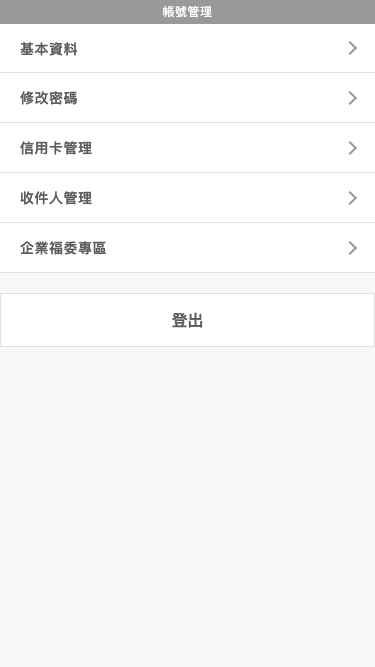 帳號管理
基本資料
修改密碼
信用卡管理
收件人管理
企業福委專區
登出